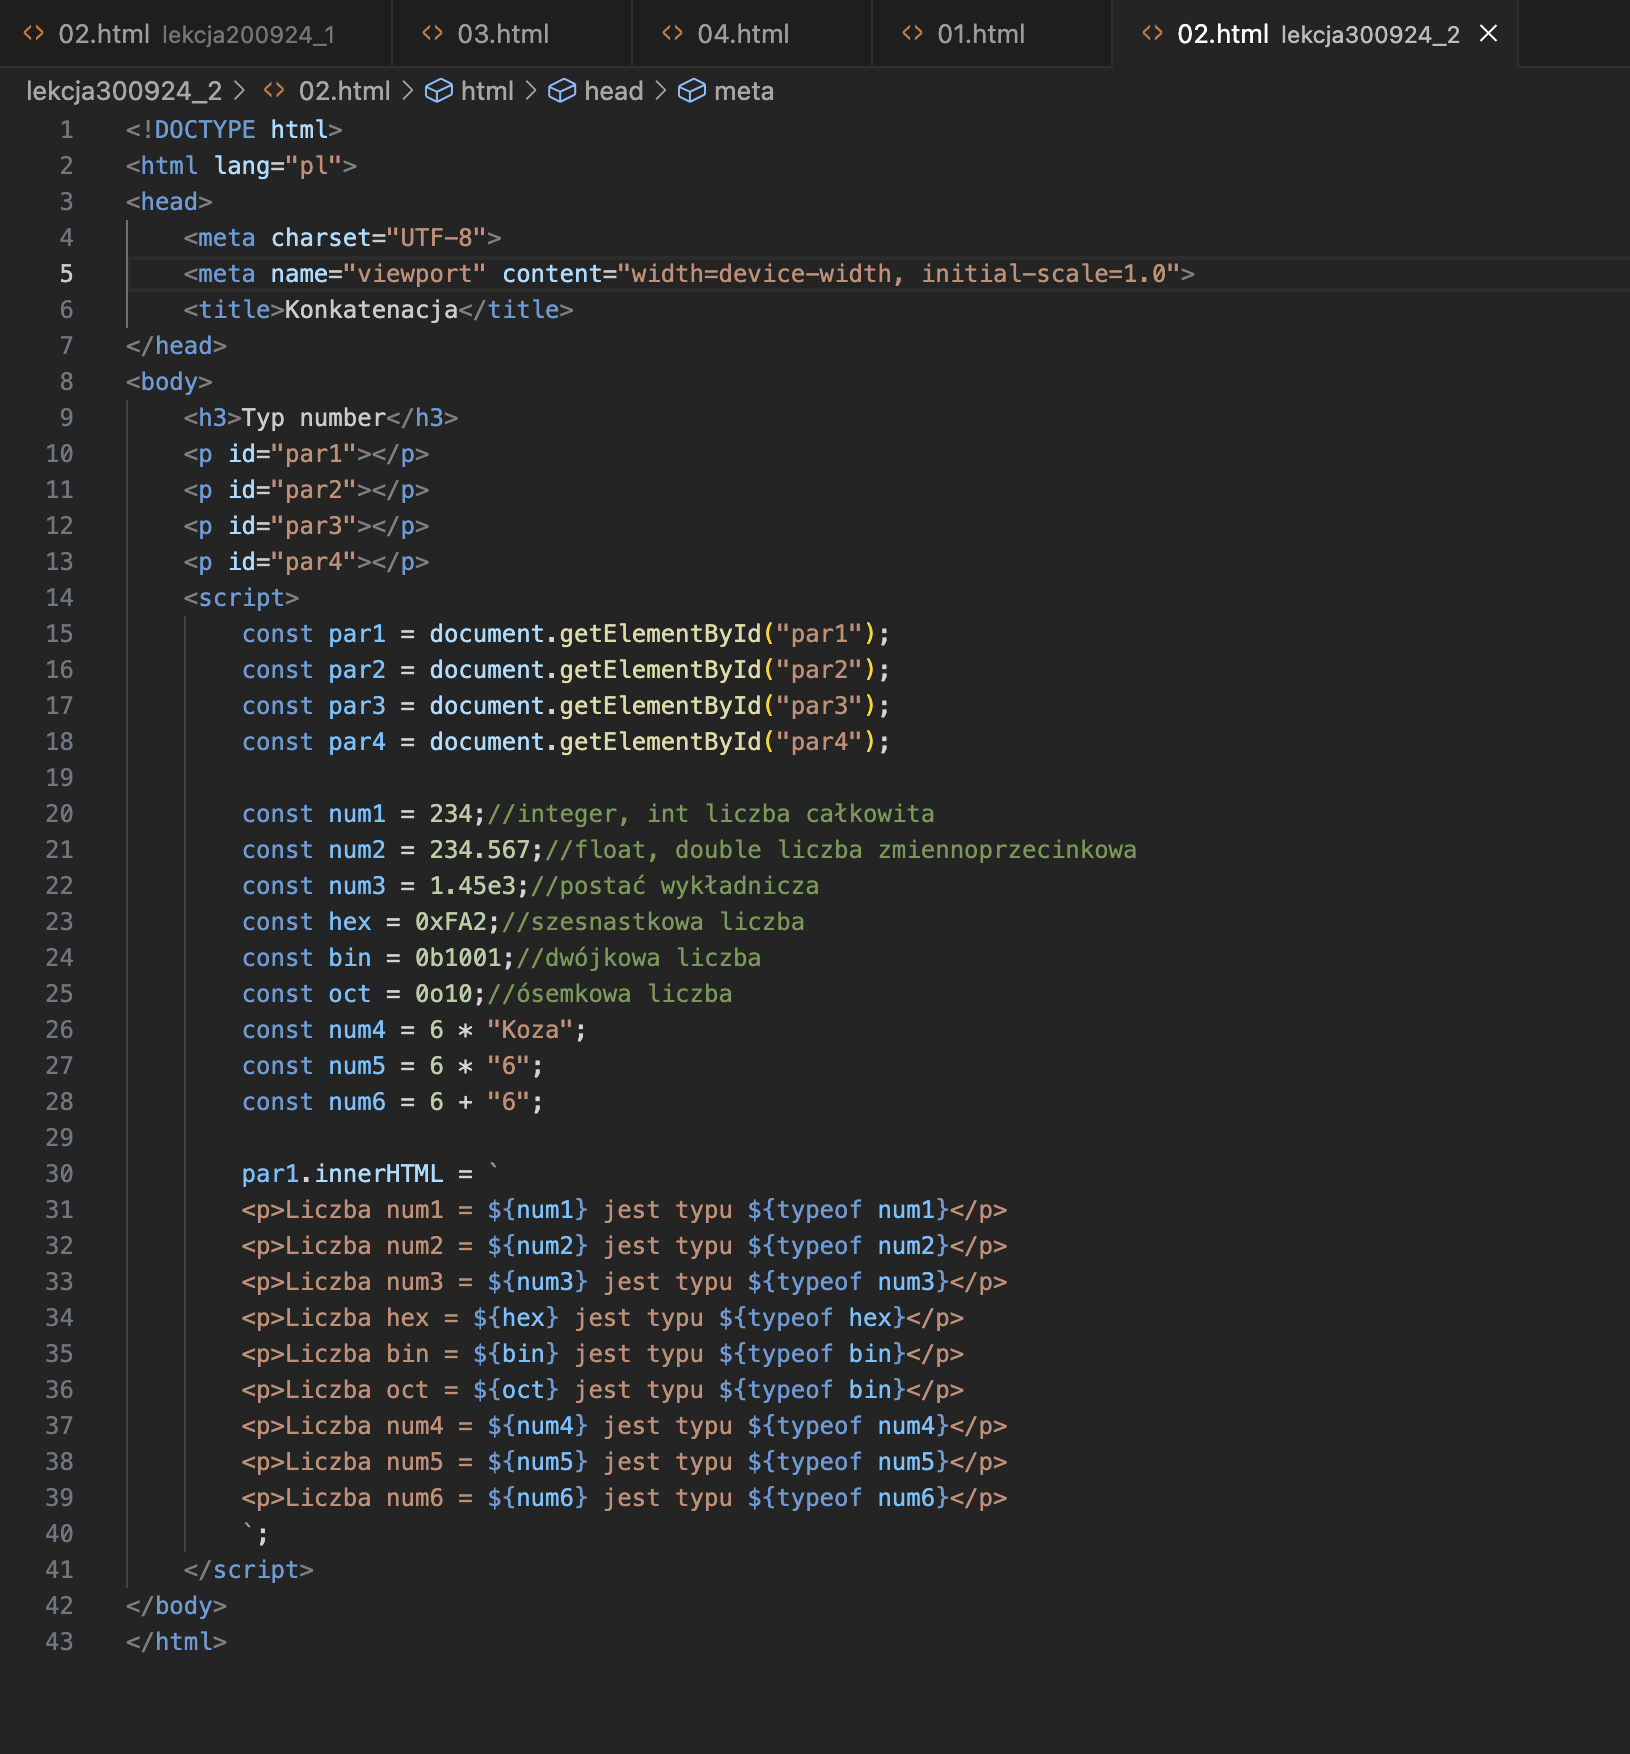 02.html lekcja200924_1 03.html 04.html 01.html 02.html lekcja300924_2
lekcja300924_2 > 02.html > html > head > meta
1 <!DOCTYPE html>
2 <html lang="pl">
3 <head>
4     <meta charset="UTF-8">
5     <meta name="viewport" content="width=device-width, initial-scale=1.0">
6     <title>Konkatenacja</title>
7 </head>
8 <body>
9     <h3>Typ number</h3>
10     <p id="par1"></p>
11     <p id="par2"></p>
12     <p id="par3"></p>
13     <p id="par4"></p>
14     <script>
15         const par1 = document.getElementById("par1");
16         const par2 = document.getElementById("par2");
17         const par3 = document.getElementById("par3");
18         const par4 = document.getElementById("par4");
19
20         const num1 = 234;//integer, int liczba całkowita
21         const num2 = 234.567;//float, double liczba zmiennoprzecinkowa
22         const num3 = 1.45e3;//postać wykładnicza
23         const hex = 0xFA2;//szesnastkowa liczba
24         const bin = 0b1001;//dwójkowa liczba
25         const oct = 0o10;//ósemkowa liczba
26         const num4 = 6 * "Koza";
27         const num5 = 6 * "6";
28         const num6 = 6 + "6";
29
30         par1.innerHTML = `
31         <p>Liczba num1 = ${num1} jest typu ${typeof num1}</p>
32         <p>Liczba num2 = ${num2} jest typu ${typeof num2}</p>
33         <p>Liczba num3 = ${num3} jest typu ${typeof num3}</p>
34         <p>Liczba hex = ${hex} jest typu ${typeof hex}</p>
35         <p>Liczba bin = ${bin} jest typu ${typeof bin}</p>
36         <p>Liczba oct = ${oct} jest typu ${typeof bin}</p>
37         <p>Liczba num4 = ${num4} jest typu ${typeof num4}</p>
38         <p>Liczba num5 = ${num5} jest typu ${typeof num5}</p>
39         <p>Liczba num6 = ${num6} jest typu ${typeof num6}</p>
40         `;
41     </script>
42 </body>
43 </html>